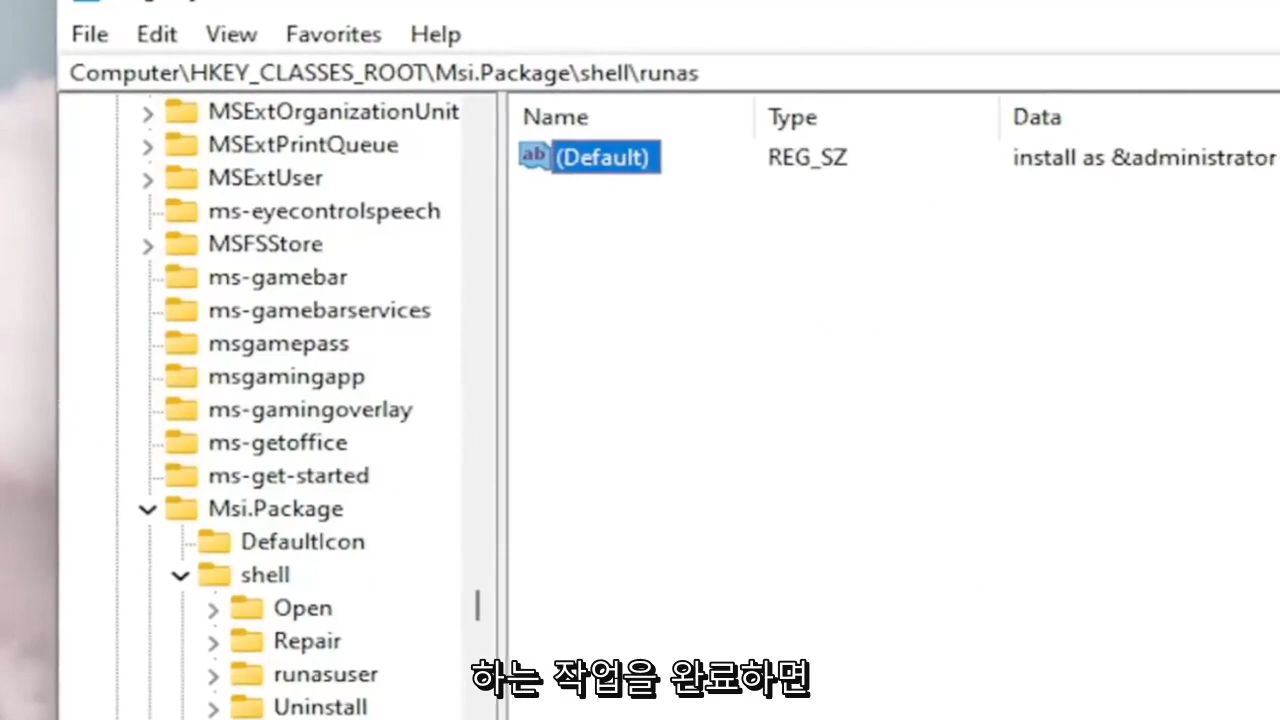 File Edit View Favorites Help
Computer\HKEY_CLASSES_ROOT\Msi.Package\shell\runas
MSExtOrganizationUnit
MSExtPrintQueue
MSExtUser
ms-eyecontrolspeech
MSFSStore
ms-gamebar
ms-gamebarservices
msgamepass
msgamingapp
ms-gamingoverlay
ms-getoffice
ms-get-started
Msi.Package
DefaultIcon
shell
Open
Repair
runasuser
Uninstall
Name Type Data
(Default) REG_SZ install as &administrator
하는 작업을 완료하면